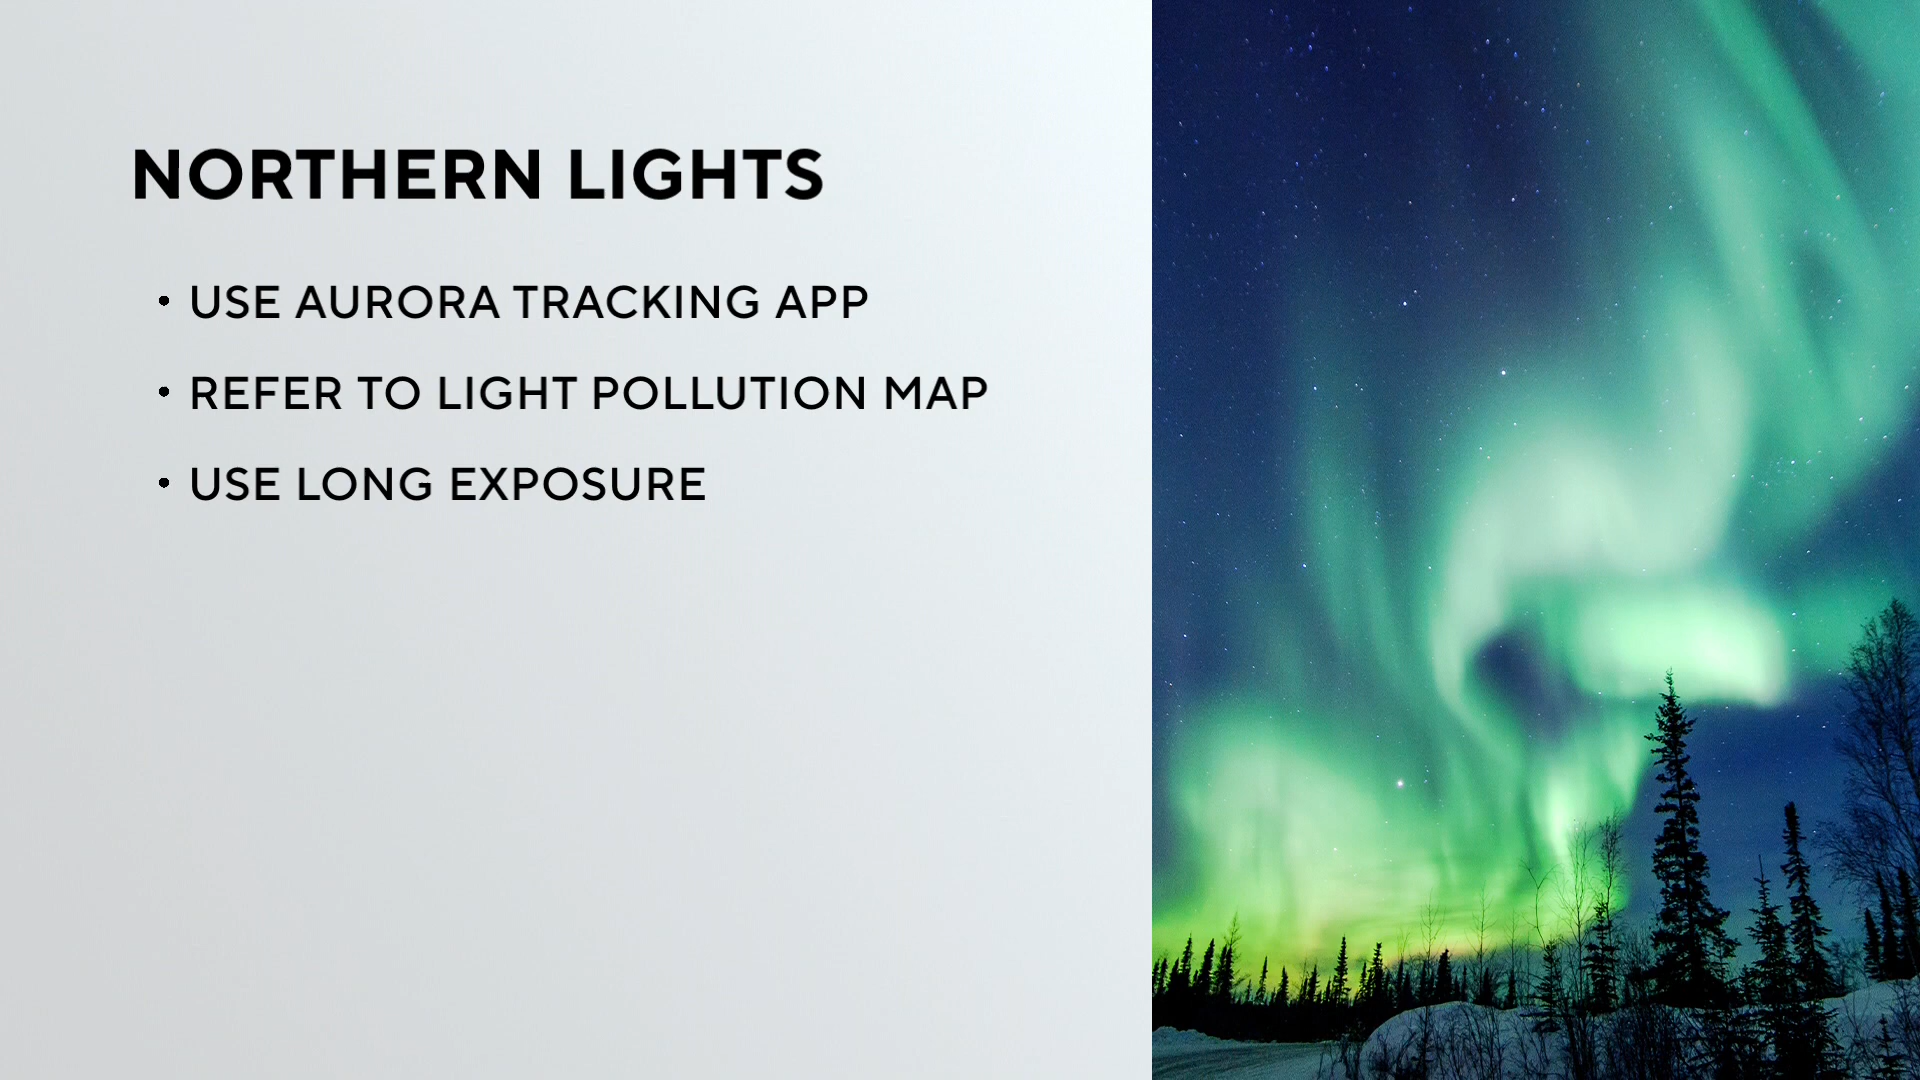 NORTHERN LIGHTS
• USE AURORA TRACKING APP
• REFER TO LIGHT POLLUTION MAP
• USE LONG EXPOSURE